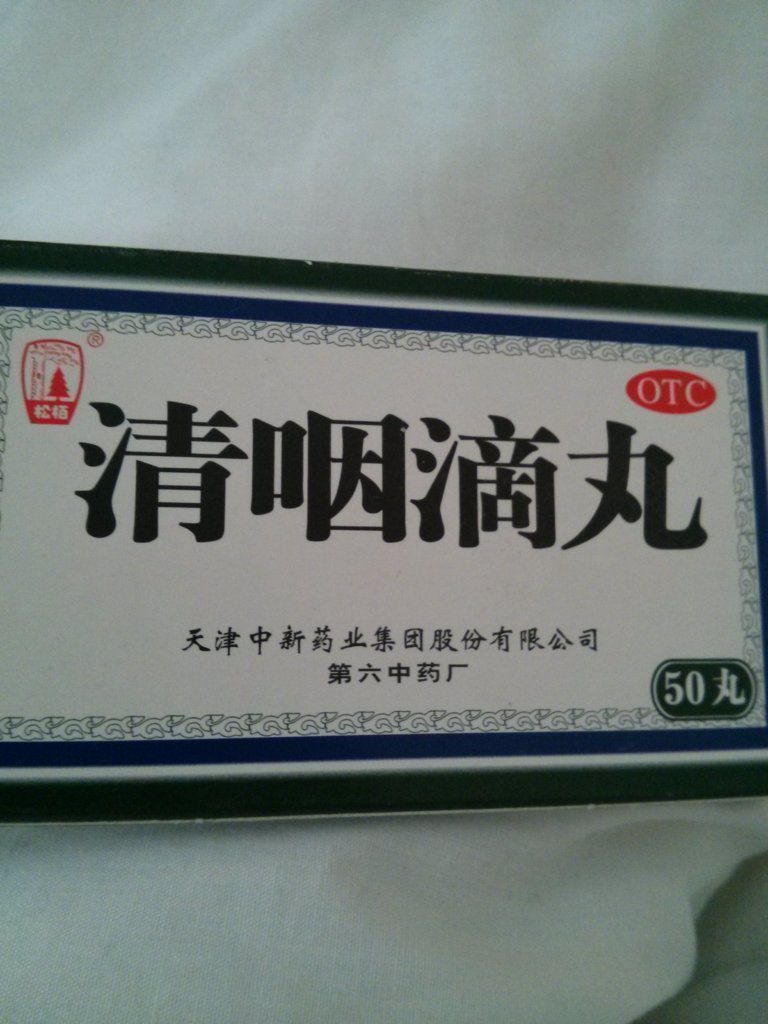 ®
松柏
OTC
清咽滴丸
天津中新药业集团股份有限公司
第六中药厂
50丸